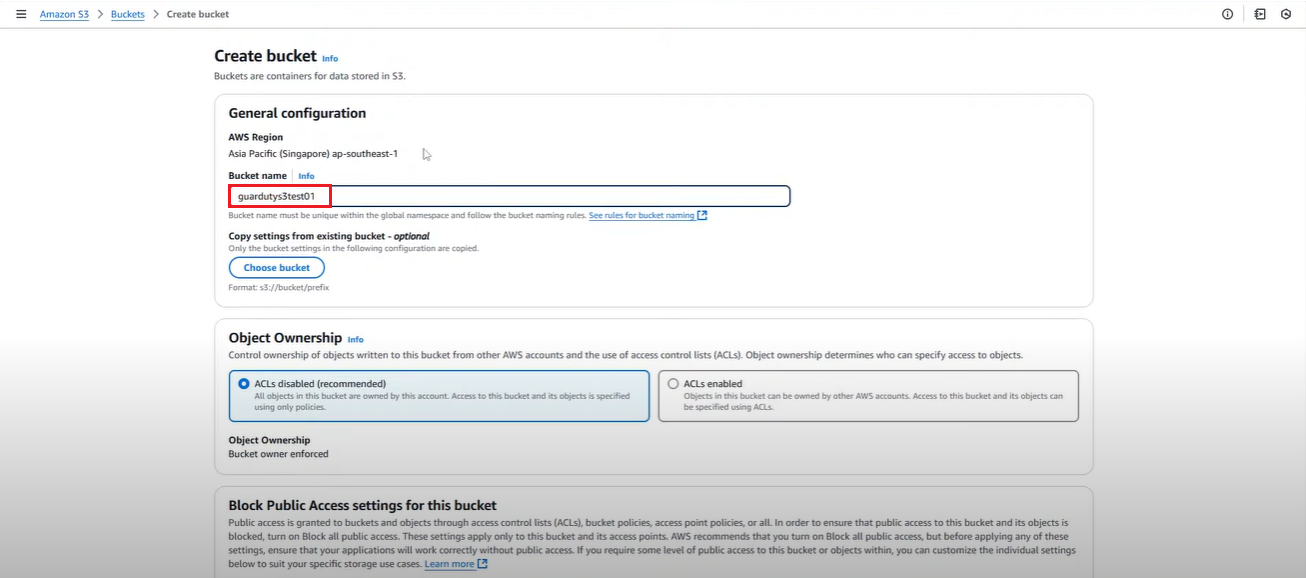 Amazon S3 > Buckets > Create bucket
Create bucket Info
Buckets are containers for data stored in S3.
General configuration
AWS Region
Asia Pacific (Singapore) ap-southeast-1
Bucket name Info
guardutys3test01
Bucket name must be unique within the global namespace and follow the bucket naming rules. See rules for bucket naming
Copy settings from existing bucket - optional
Only the bucket settings in the following configuration are copied.
Choose bucket
Format: s3://bucket/prefix
Object Ownership Info
Control ownership of objects written to this bucket from other AWS accounts and the use of access control lists (ACLs). Object ownership determines who can specify access to objects.
ACLs disabled (recommended)
All objects in this bucket are owned by this account. Access to this bucket and its objects is specified
using only policies.
ACLs enabled
Objects in this bucket can be owned by other AWS accounts. Access to this bucket and its objects can
be specified using ACLs.
Object Ownership
Bucket owner enforced
Block Public Access settings for this bucket
Public access is granted to buckets and objects through access control lists (ACLs), bucket policies, access point policies, or all. In order to ensure that public access to this bucket and its objects is
blocked, turn on Block all public access. These settings apply only to this bucket and its access points. AWS recommends that you turn on Block all public access, but before applying any of these
settings, ensure that your applications will work correctly without public access. If you require some level of public access to this bucket or objects within, you can customize the individual settings
below to suit your specific storage use cases. Learn more